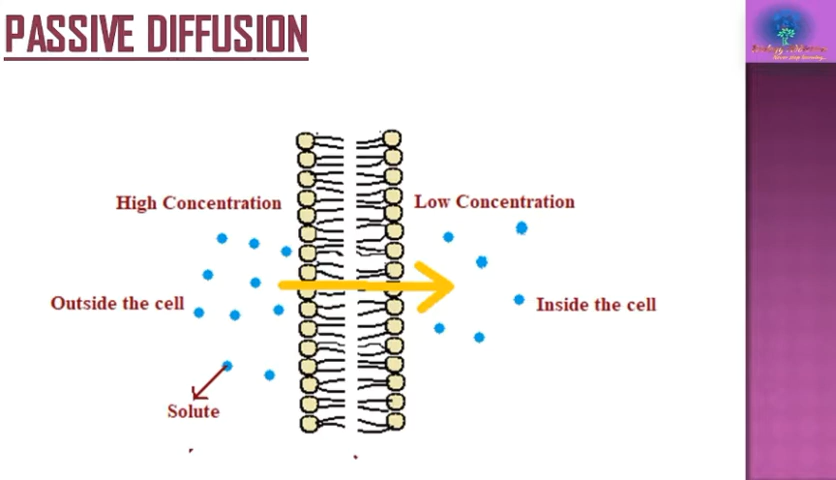 PASSIVE DIFFUSION
High Concentration
Low Concentration
Outside the cell
Inside the cell
Solute